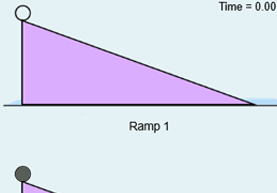 Time = 0.00
Ramp 1